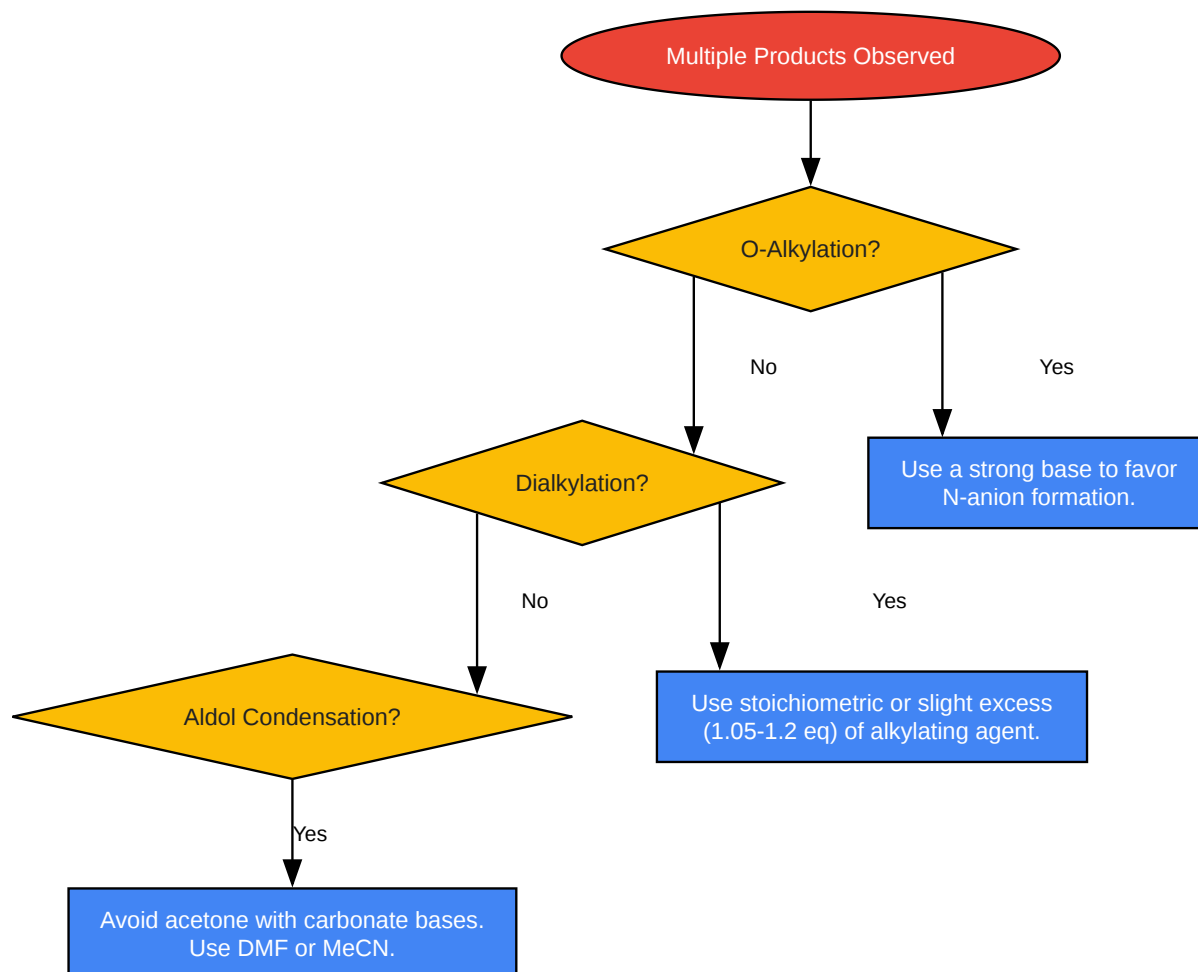 Multiple Products Observed
O-Alkylation?
No
Yes
Dialkylation?
Use a strong base to favor
N-anion formation.
No
Yes
Aldol Condensation?
Use stoichiometric or slight excess
(1.05-1.2 eq) of alkylating agent.
Yes
Avoid acetone with carbonate bases.
Use DMF or MeCN.